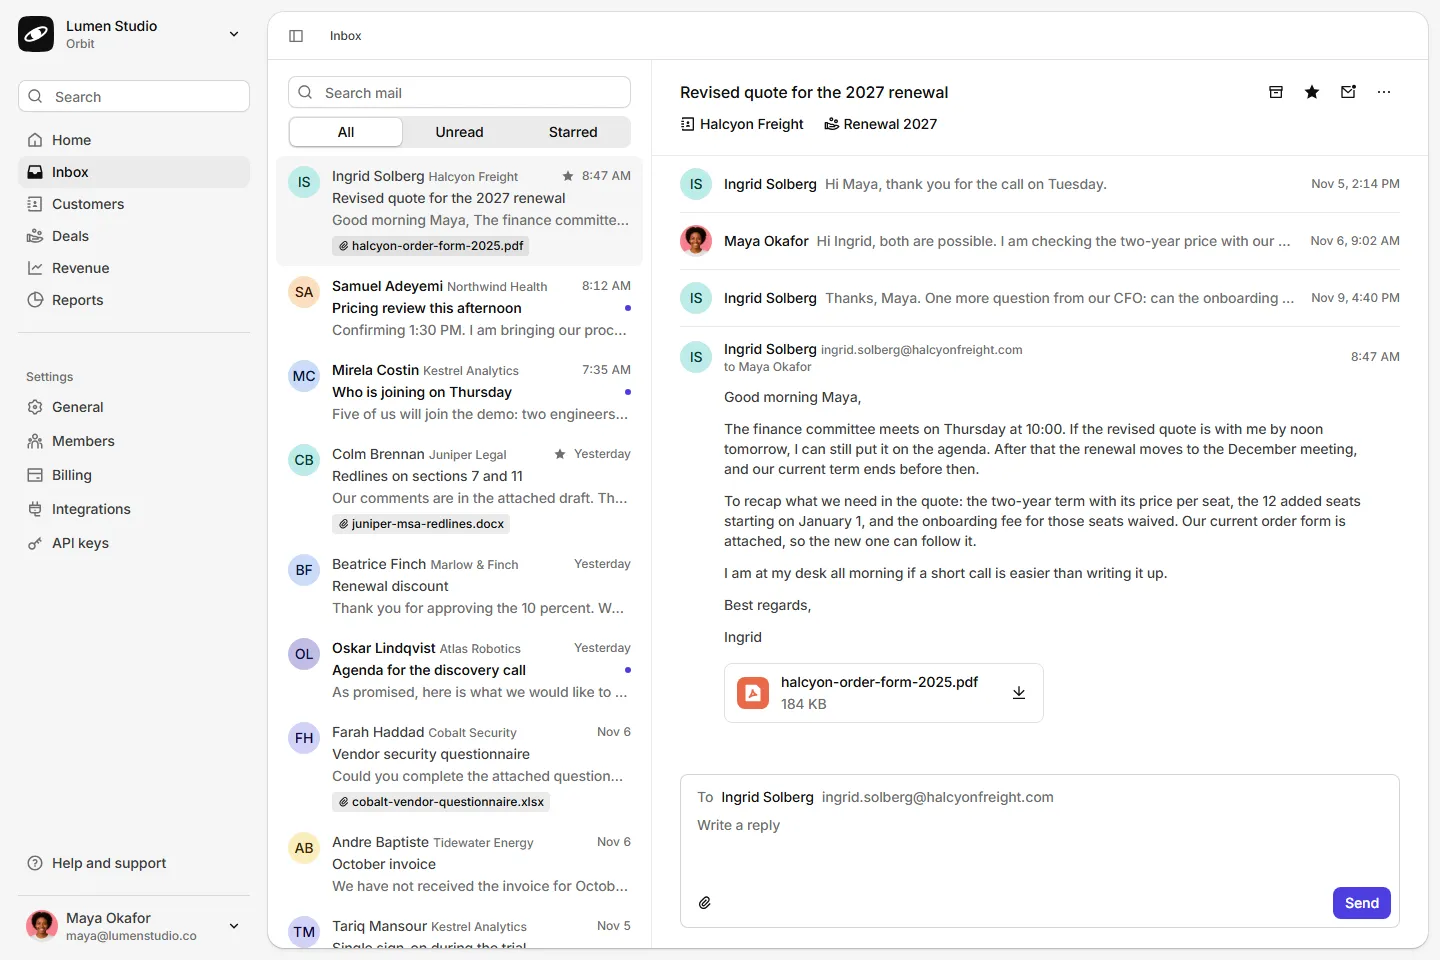 Lumen Studio
Orbit
Search
Home
Inbox
Customers
Deals
Revenue
Reports
Settings
General
Members
Billing
Integrations
API keys
Help and support
Maya Okafor
maya@lumenstudio.co
Inbox
Search mail
All Unread Starred
IS Ingrid Solberg Halcyon Freight 8:47 AM
Revised quote for the 2027 renewal
Good morning Maya, The finance committe...
halcyon-order-form-2025.pdf
SA Samuel Adeyemi Northwind Health 8:12 AM
Pricing review this afternoon
Confirming 1:30 PM. I am bringing our proc...
MC Mirela Costin Kestrel Analytics 7:35 AM
Who is joining on Thursday
Five of us will join the demo: two engineers...
CB Colm Brennan Juniper Legal Yesterday
Redlines on sections 7 and 11
Our comments are in the attached draft. Th...
juniper-msa-redlines.docx
BF Beatrice Finch Marlow & Finch Yesterday
Renewal discount
Thank you for approving the 10 percent. W...
OL Oskar Lindqvist Atlas Robotics Yesterday
Agenda for the discovery call
As promised, here is what we would like to ...
FH Farah Haddad Cobalt Security Nov 6
Vendor security questionnaire
Could you complete the attached question...
cobalt-vendor-questionnaire.xlsx
AB Andre Baptiste Tidewater Energy Nov 6
October invoice
We have not received the invoice for Octob...
TM Tariq Mansour Kestrel Analytics Nov 5
Single sign-on during the trial
Revised quote for the 2027 renewal
Halcyon Freight Renewal 2027
IS Ingrid Solberg Hi Maya, thank you for the call on Tuesday. Nov 5, 2:14 PM
Maya Okafor Hi Ingrid, both are possible. I am checking the two-year price with our ... Nov 6, 9:02 AM
IS Ingrid Solberg Thanks, Maya. One more question from our CFO: can the onboarding ... Nov 9, 4:40 PM
IS Ingrid Solberg ingrid.solberg@halcyonfreight.com 8:47 AM
to Maya Okafor
Good morning Maya,
The finance committee meets on Thursday at 10:00. If the revised quote is with me by noon
tomorrow, I can still put it on the agenda. After that the renewal moves to the December meeting,
and our current term ends before then.
To recap what we need in the quote: the two-year term with its price per seat, the 12 added seats
starting on January 1, and the onboarding fee for those seats waived. Our current order form is
attached, so the new one can follow it.
I am at my desk all morning if a short call is easier than writing it up.
Best regards,
Ingrid
halcyon-order-form-2025.pdf
184 KB
To Ingrid Solberg ingrid.solberg@halcyonfreight.com
Write a reply
Send